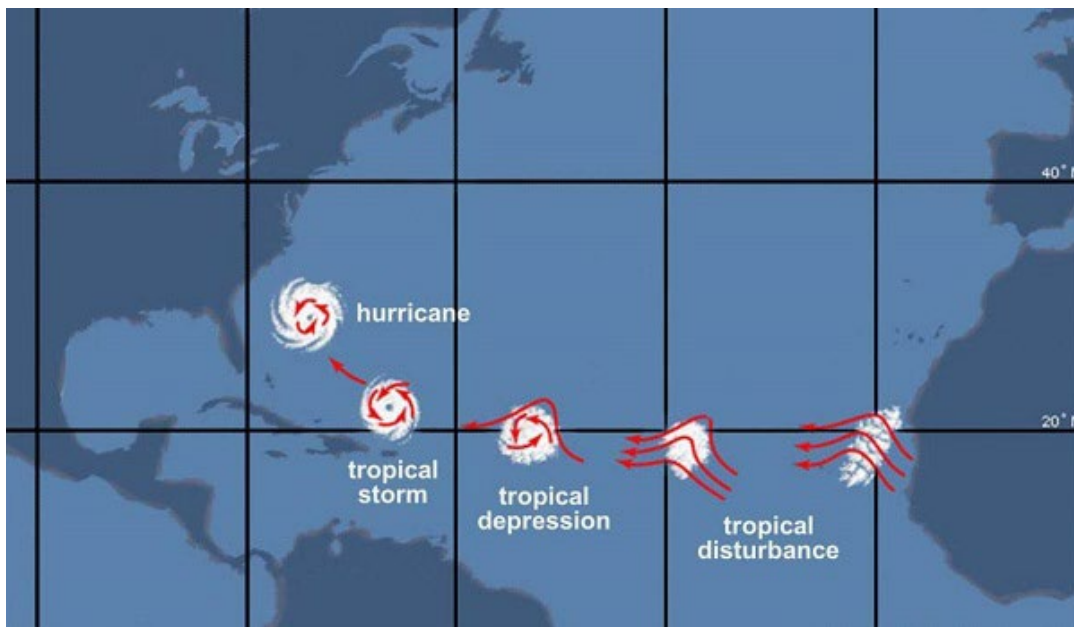 40° N
hurricane
20° N
tropical
storm
tropical
depression
tropical
disturbance